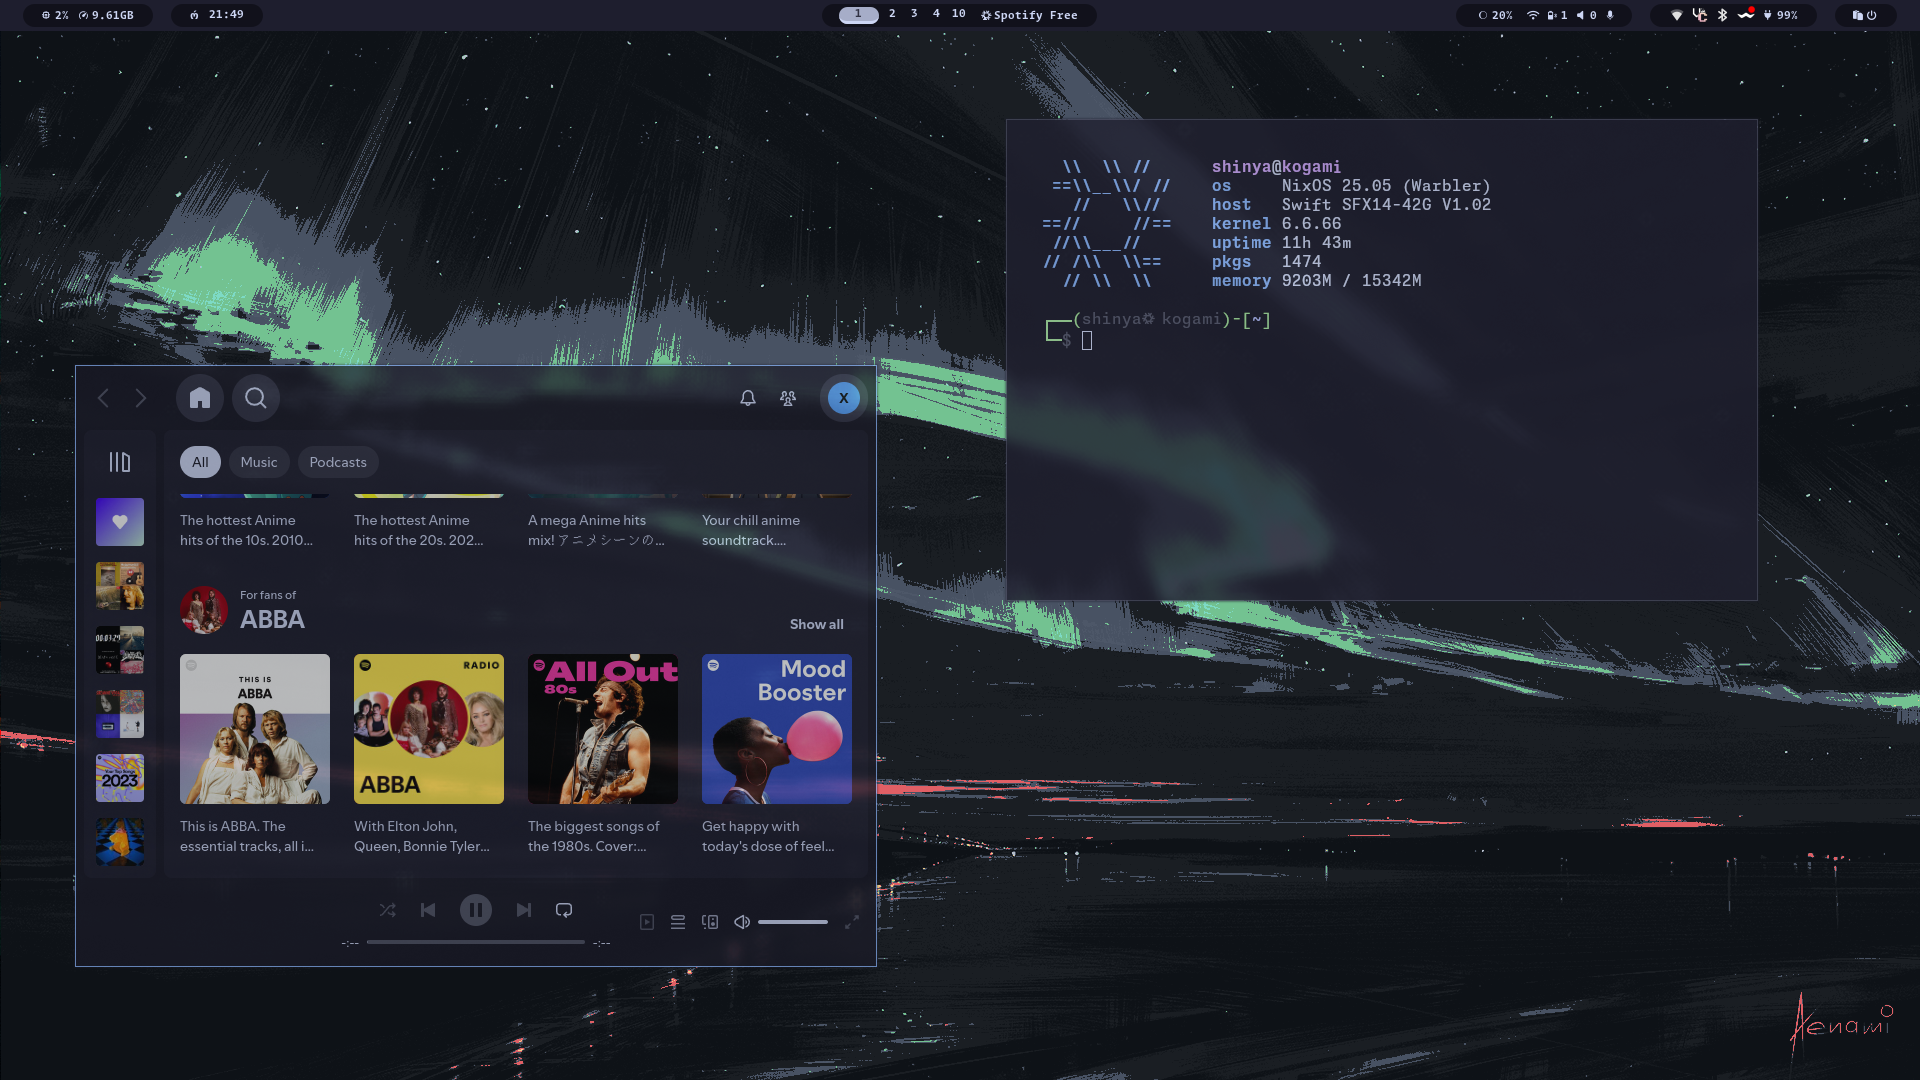 2% 9.61GB 21:49 1 2 3 4 10 Spotify Free 20% 1 0 99%
\\ \\ // shinya@kogami
==\\__\\/ // os NixOS 25.05 (Warbler)
// \\// host Swift SFX14-42G V1.02
==// //== kernel 6.6.66
//\\___// uptime 11h 43m
// /\\ \\== pkgs 1474
// \\ \\ memory 9203M / 15342M
(shinya kogami)-[~]
$
X
All Music Podcasts
The hottest Anime
hits of the 10s. 2010...
The hottest Anime
hits of the 20s. 202...
A mega Anime hits
mix! アニメシーンの...
Your chill anime
soundtrack....
For fans of
ABBA
Show all
THIS IS
ABBA
RADIO
ABBA
All Out
80s
Mood
Booster
2023
This is ABBA. The
essential tracks, all i...
With Elton John,
Queen, Bonnie Tyler...
The biggest songs of
the 1980s. Cover:...
Get happy with
today's dose of feel...
-:-- -:--
Aenami